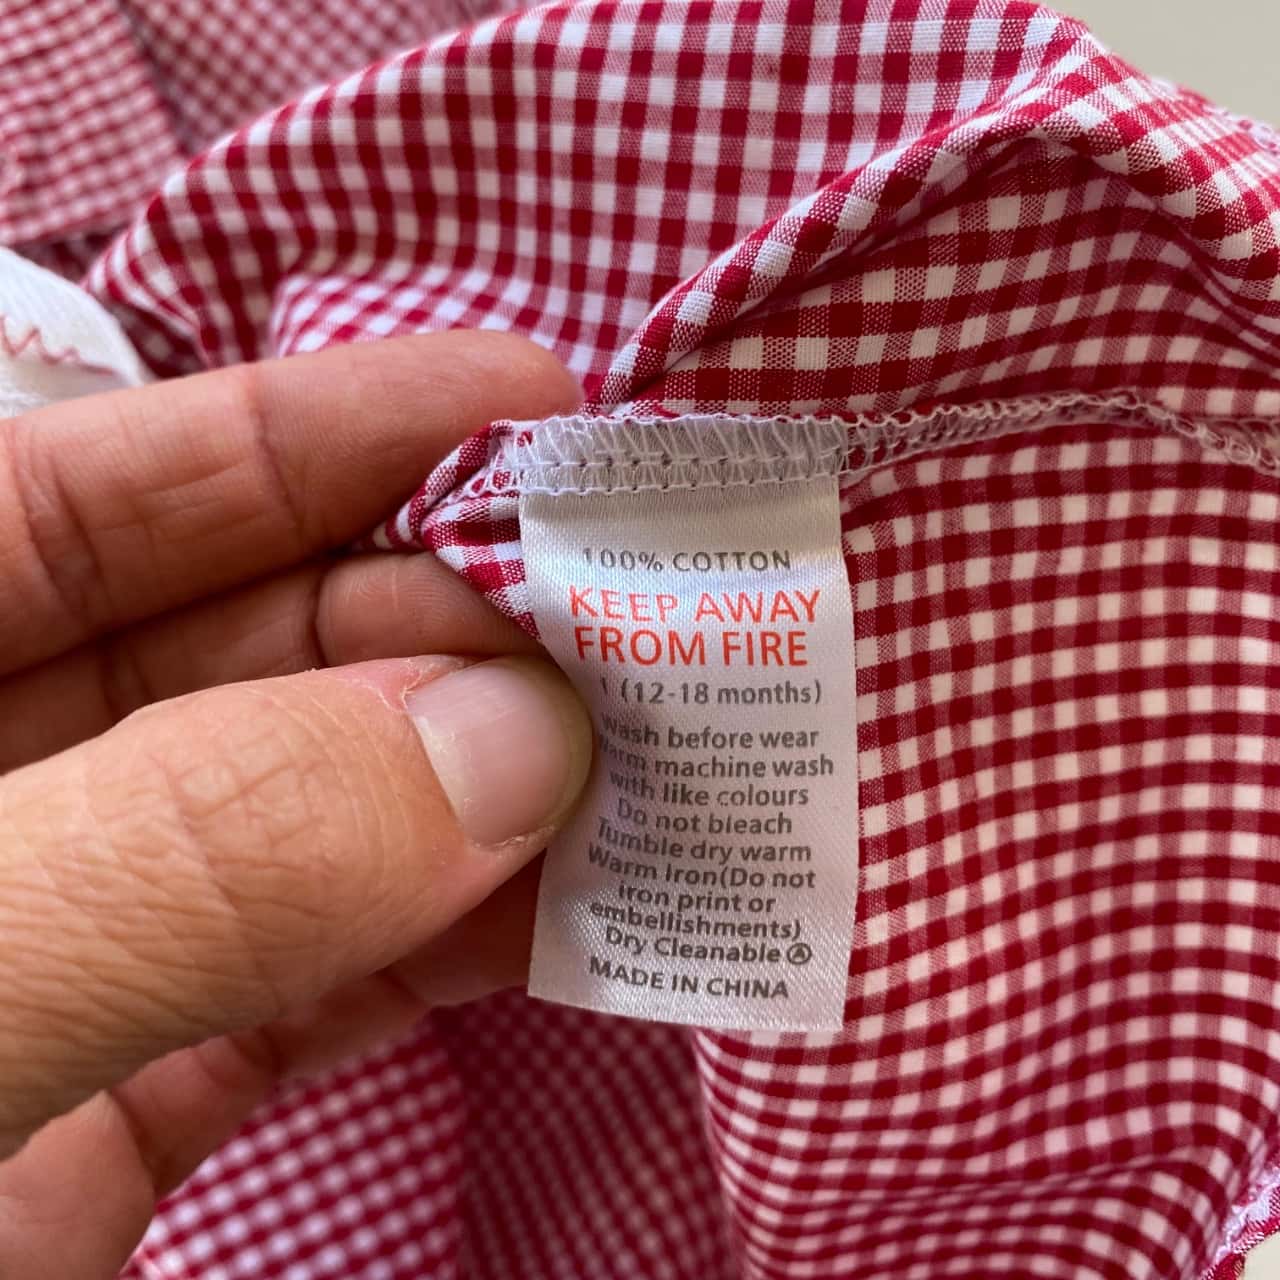 100% COTTON
KEEP AWAY
FROM FIRE
1 (12-18 months)
Wash before wear
Warm machine wash
with like colours
Do not bleach
Tumble dry warm
Warm Iron(Do not
iron print or
embellishments)
Dry Cleanable Ⓐ
MADE IN CHINA